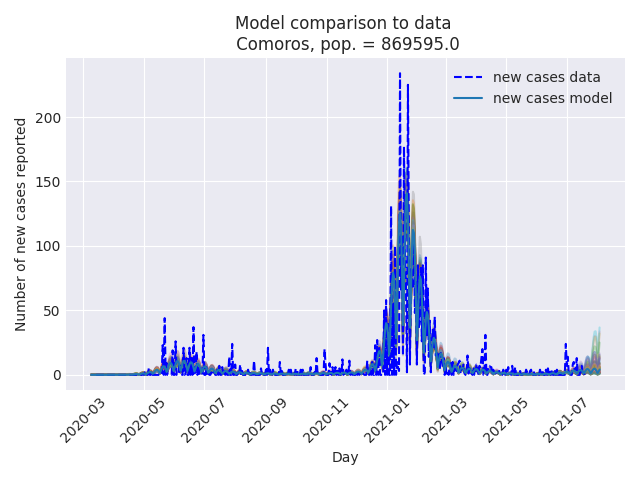 Model comparison to data
Comoros, pop. = 869595.0
new cases data
new cases model
Number of new cases reported
200
150
100
50
0
2020-03
2020-05
2020-07
2020-09
2020-11
2021-01
2021-03
2021-05
2021-07
Day